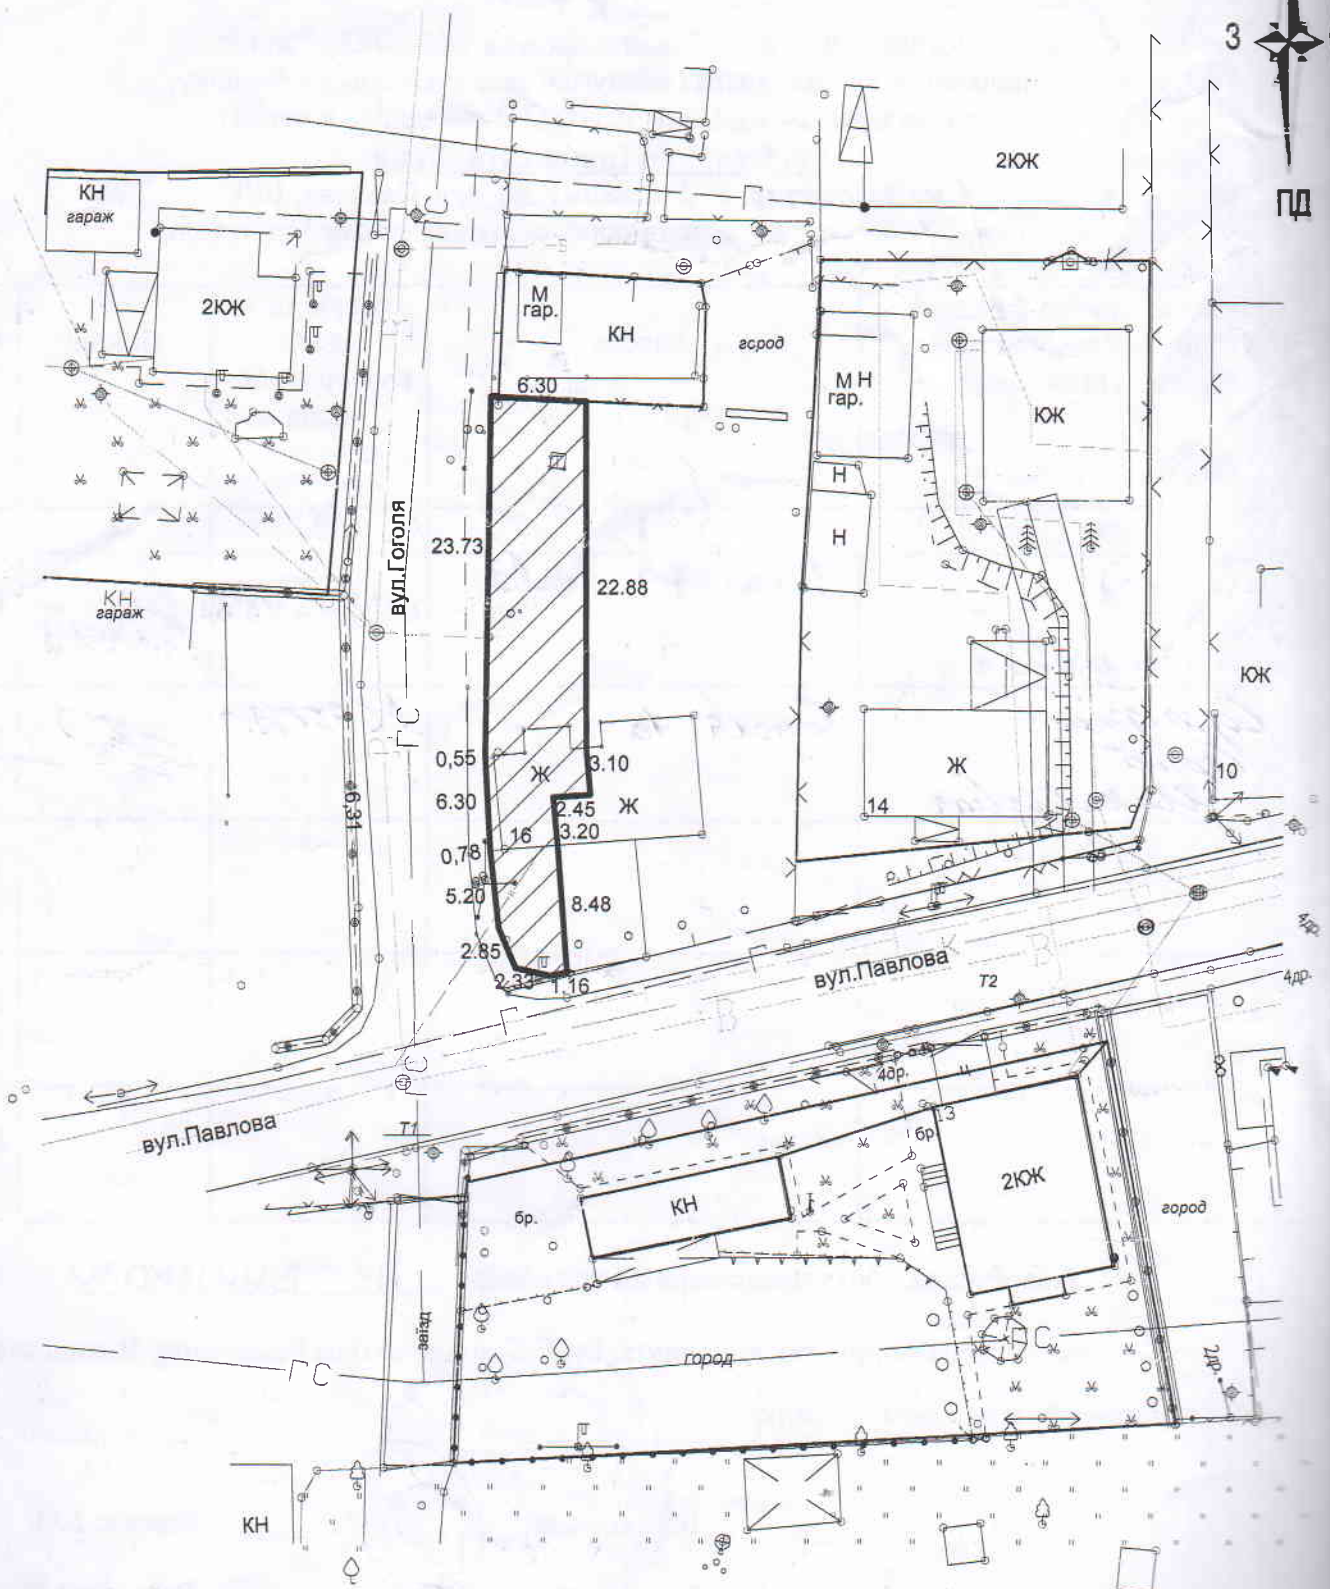 З
ПД
2КЖ
КН
гараж
ГС
Г
2КЖ
М
гар.
КН
город
6.30
М Н
гар.
КЖ
Н
Н
23.73
вул.Гоголя
22.88
КН
гараж
КЖ
ГС
0,55
Ж
3.10
Ж
6.30
2.45
Ж
10
6,31
16
3.20
14
0,78
5.20
8.48
2.85
2.33
1.16
Г
К
В
вул.Павлова
Т2
4др.
4др.
Г
В
ГС
4др.
Ч
вул.Павлова
Т1
13
бр.
2КЖ
бр.
КН
город
заїзд
ГС
ГС
город
2др.
КН